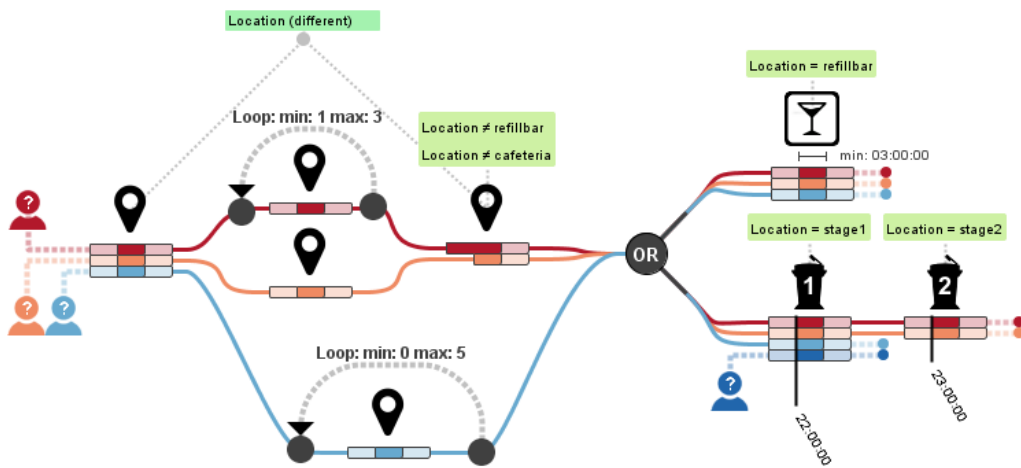 Location (different)
Loop: min: 1 max: 3
Location ≠ refillbar
Location ≠ cafeteria
?
?
?
Loop: min: 0 max: 5
OR
Location = refillbar
min: 03:00:00
Location = stage1
Location = stage2
1
2
?
22:00:00
23:00:00